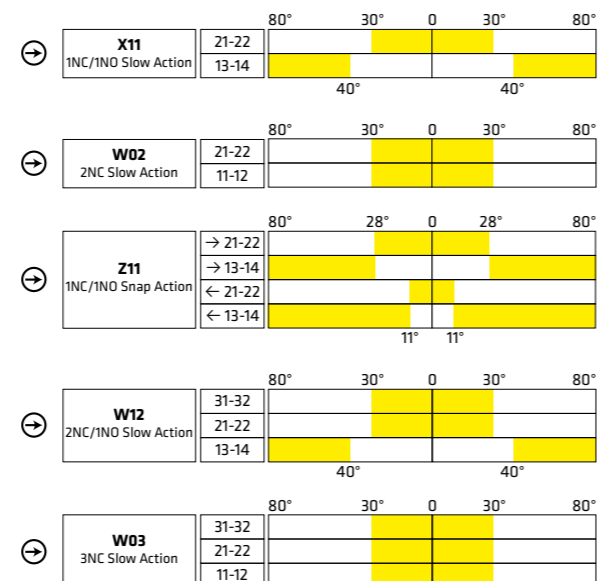 80° 30° 0 30° 80°
X11
1NC/1NO Slow Action
21-22
13-14
40° 40°
80° 30° 0 30° 80°
W02
2NC Slow Action
21-22
11-12
80° 28° 0 28° 80°
Z11
1NC/1NO Snap Action
→ 21-22
→ 13-14
← 21-22
← 13-14
11° 11°
80° 30° 0 30° 80°
W12
2NC/1NO Slow Action
31-32
21-22
13-14
40° 40°
80° 30° 0 30° 80°
W03
3NC Slow Action
31-32
21-22
11-12